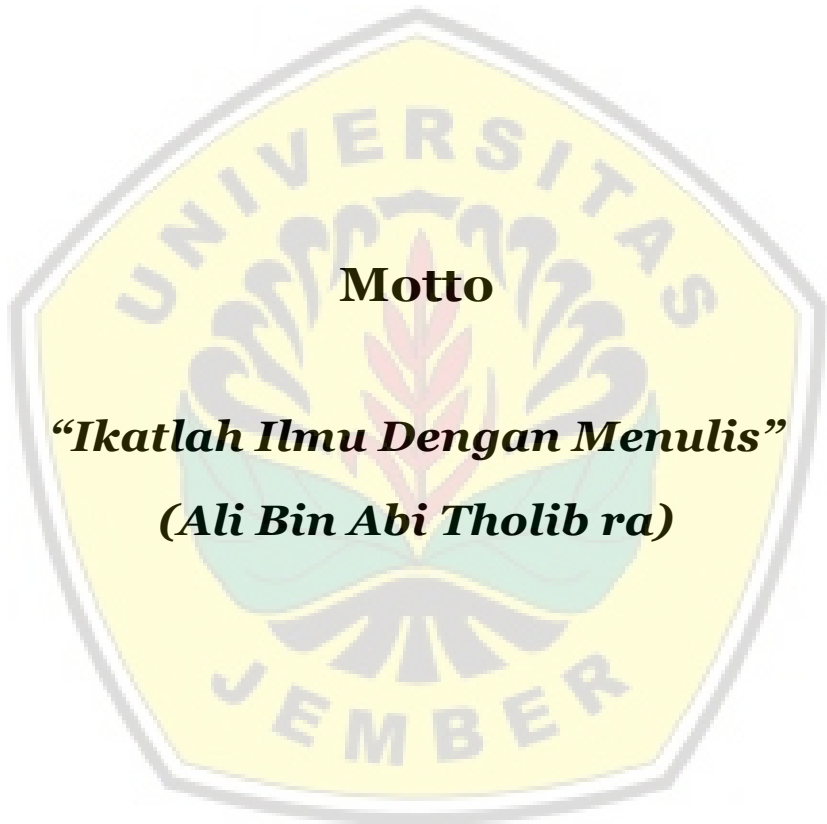 UNIVERSITAS
Motto
“Ikatlah Ilmu Dengan Menulis”
(Ali Bin Abi Tholib ra)
JEMBER